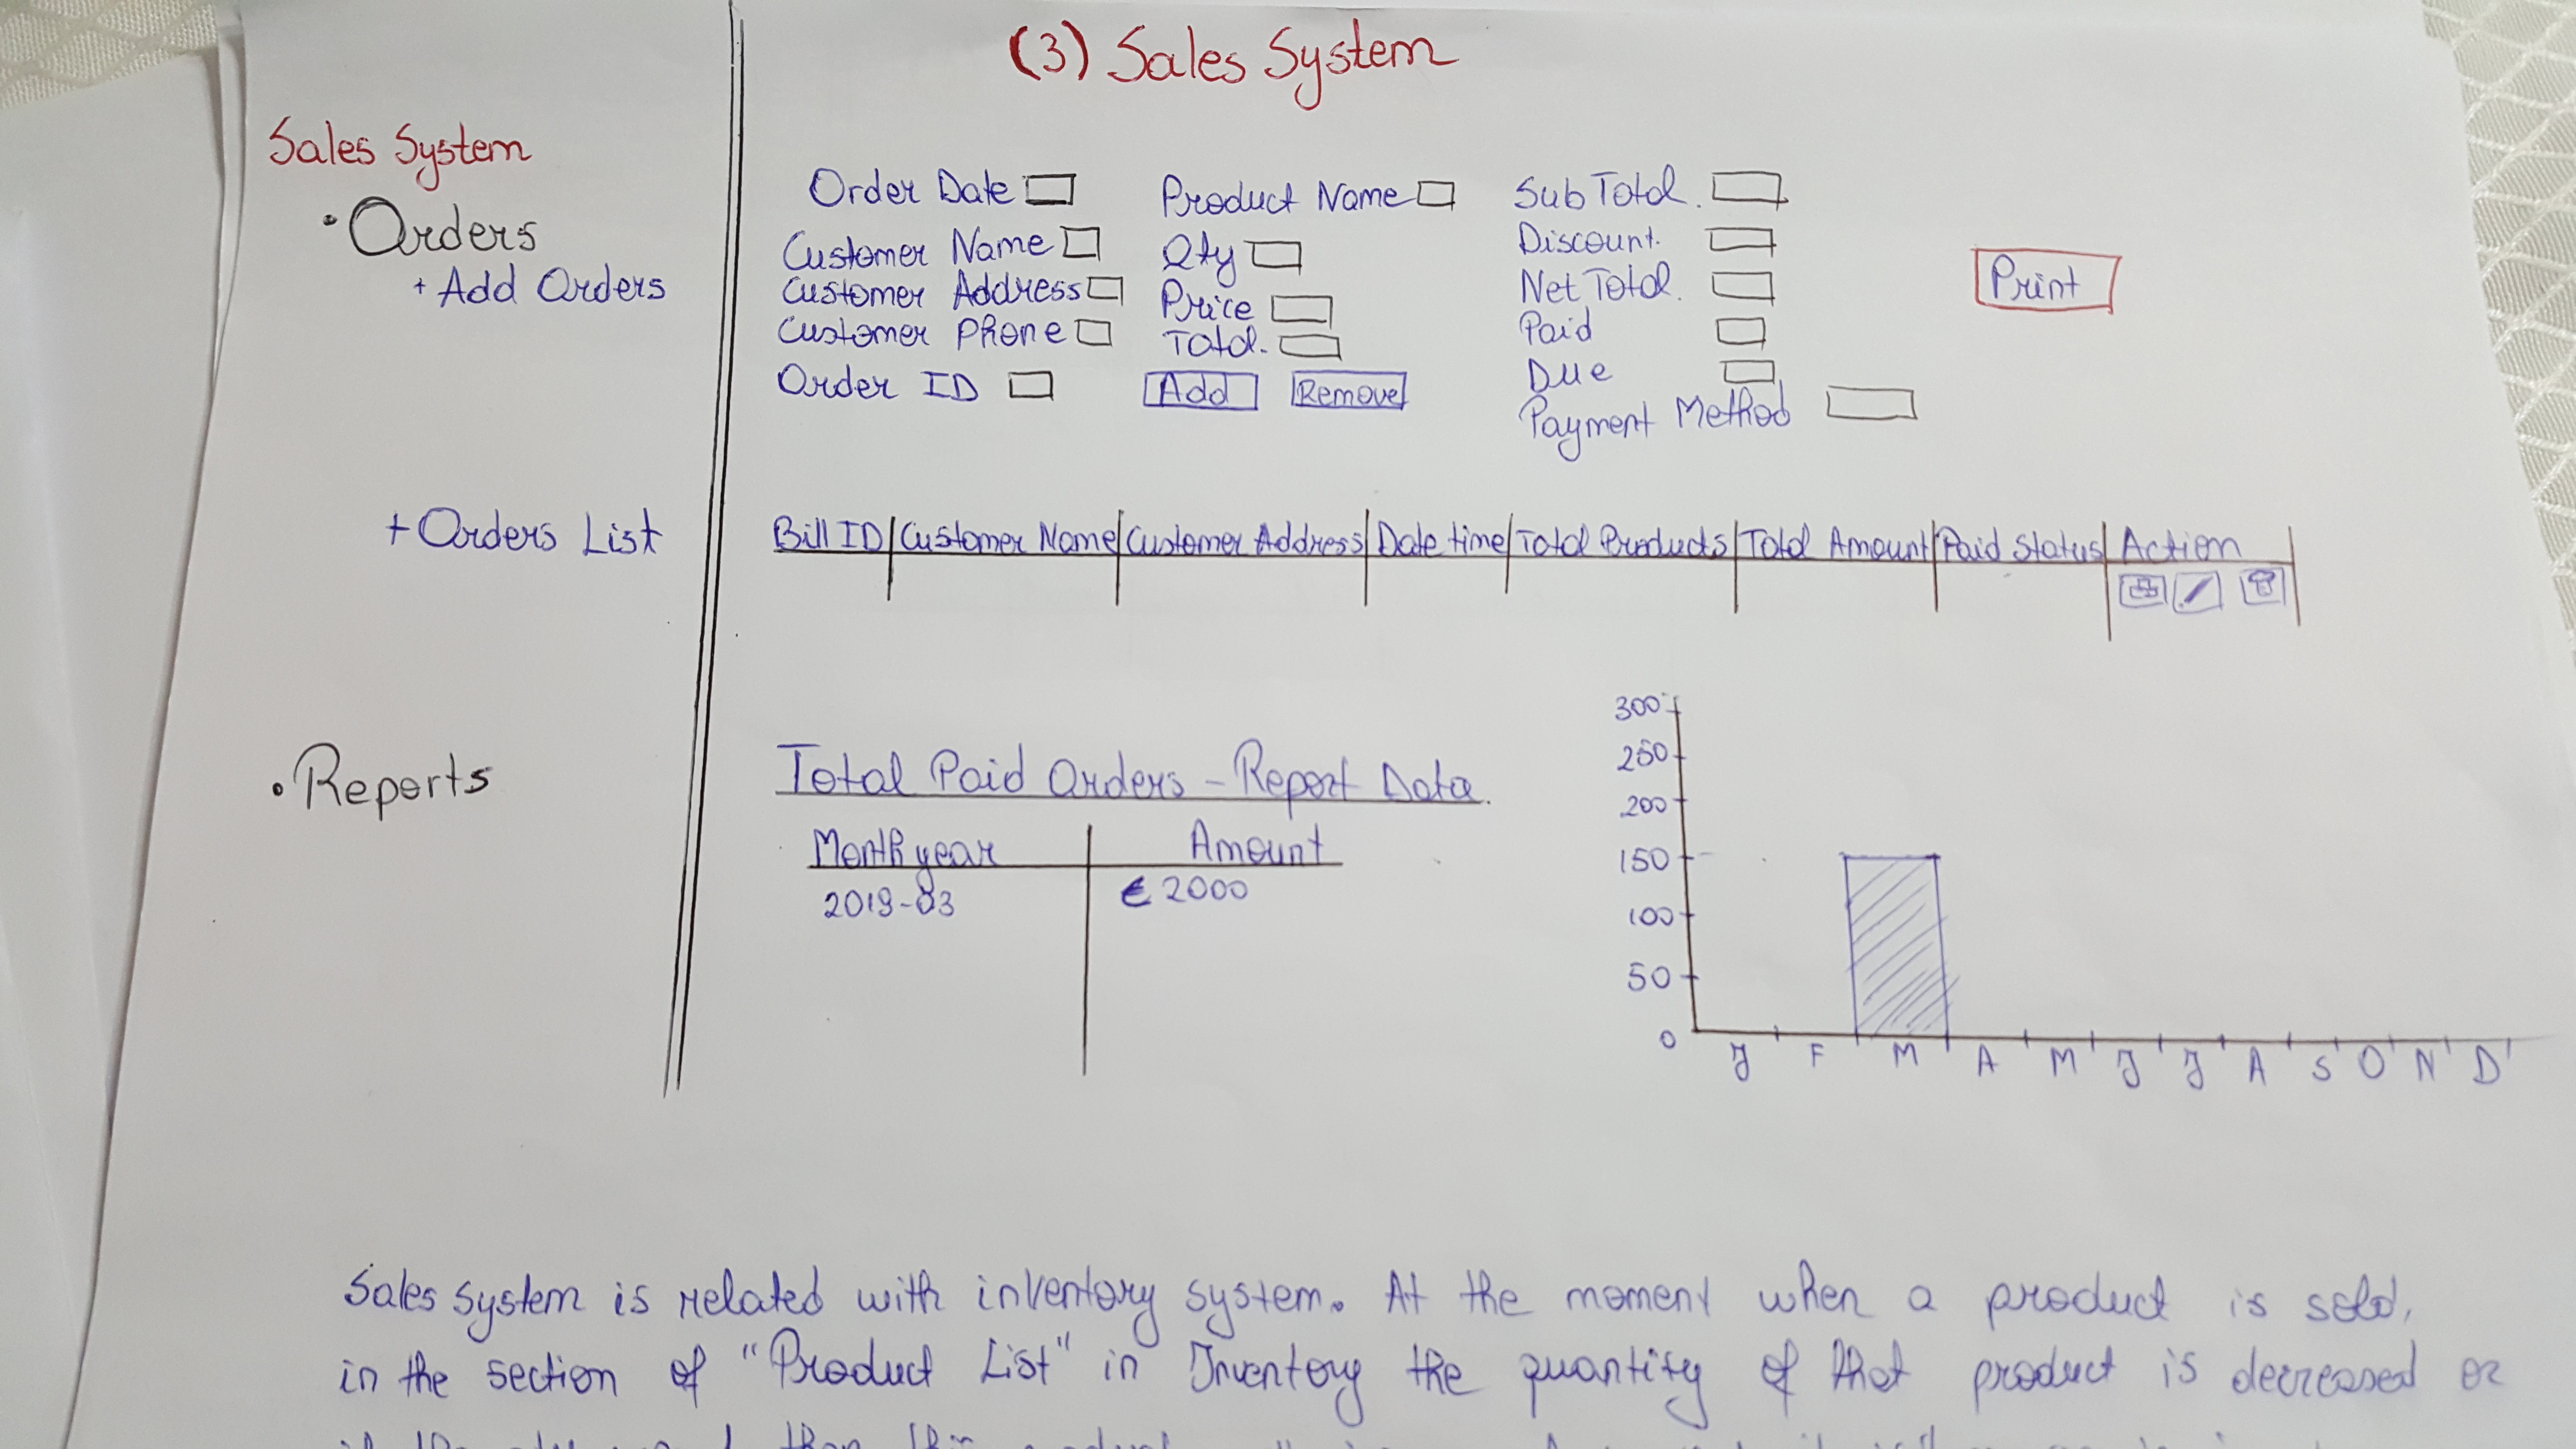 (3) Sales System
Sales System
• Orders
+ Add Orders
Order Date
Customer Name
Customer Address
Customer Phone
Order ID
Product Name
Qty
Price
Total.
Add Remove
Sub Total.
Discount.
Net Total.
Paid
Due
Payment Method
Print
+ Orders List
Bill ID Customer Name Customer Address Date time Total Products Total Amount Paid Status Action
• Reports
Total Paid Orders - Report Data.
Month year Amount
2019-03 € 2000
300
250
200
150
100
50
0
J F M A M J J A S O N D
Sales System is related with inventory system. At the moment when a product is sold,
in the section of "Product List" in Inventory the quantity of that product is decreased or